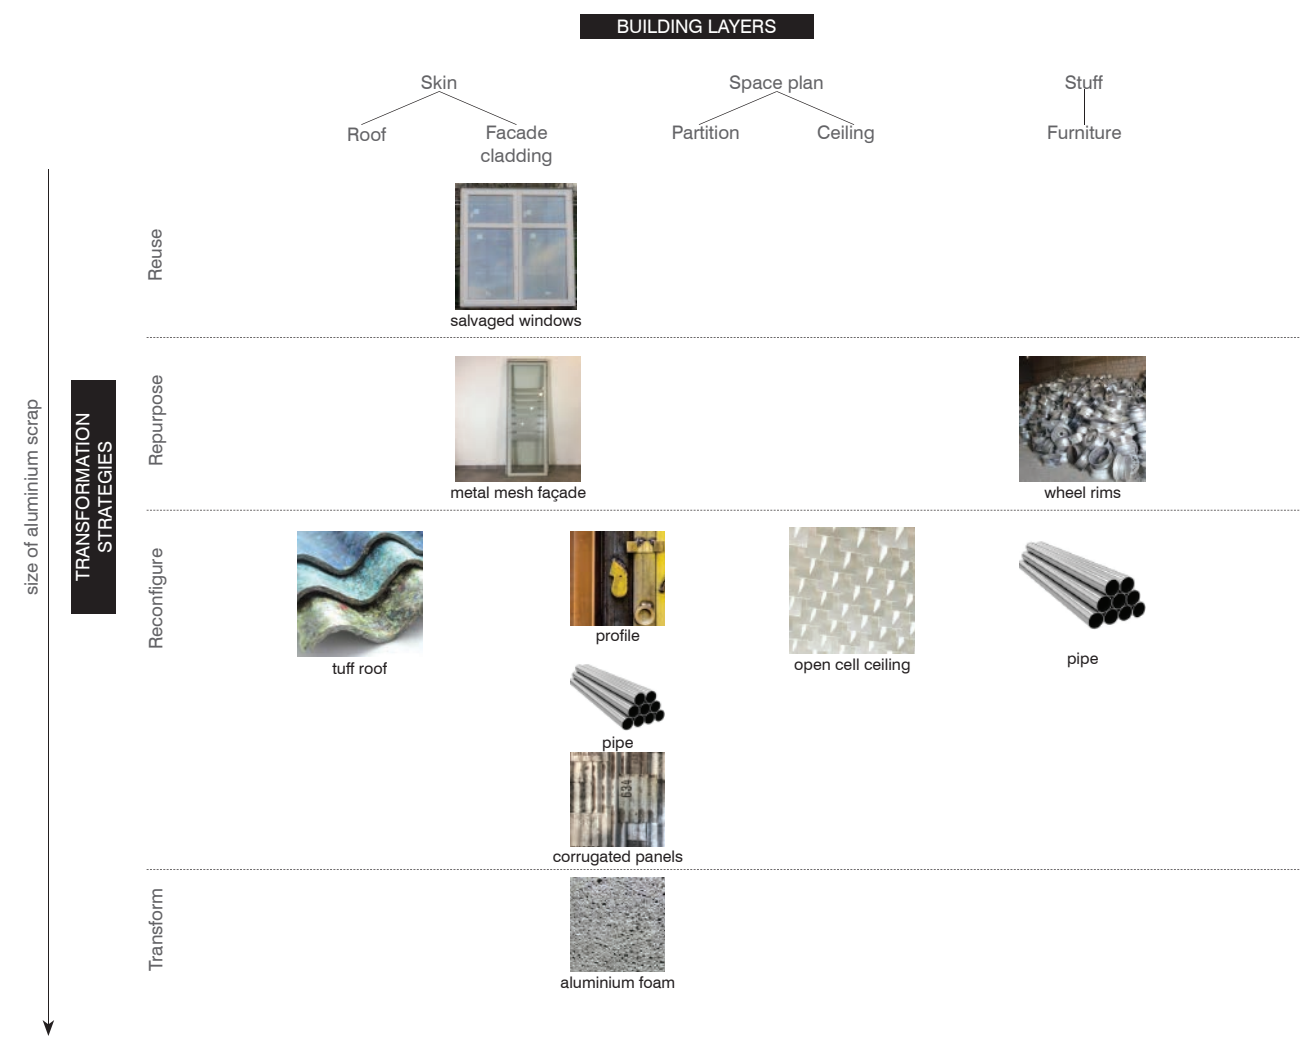 BUILDING LAYERS
Skin
Space plan
Stuff
Roof
Facade
cladding
Partition
Ceiling
Furniture
size of aluminium scrap
TRANSFORMATION
STRATEGIES
Reuse
salvaged windows
Repurpose
metal mesh façade
wheel rims
Reconfigure
tuff roof
profile
open cell ceiling
pipe
pipe
634
corrugated panels
Transform
aluminium foam